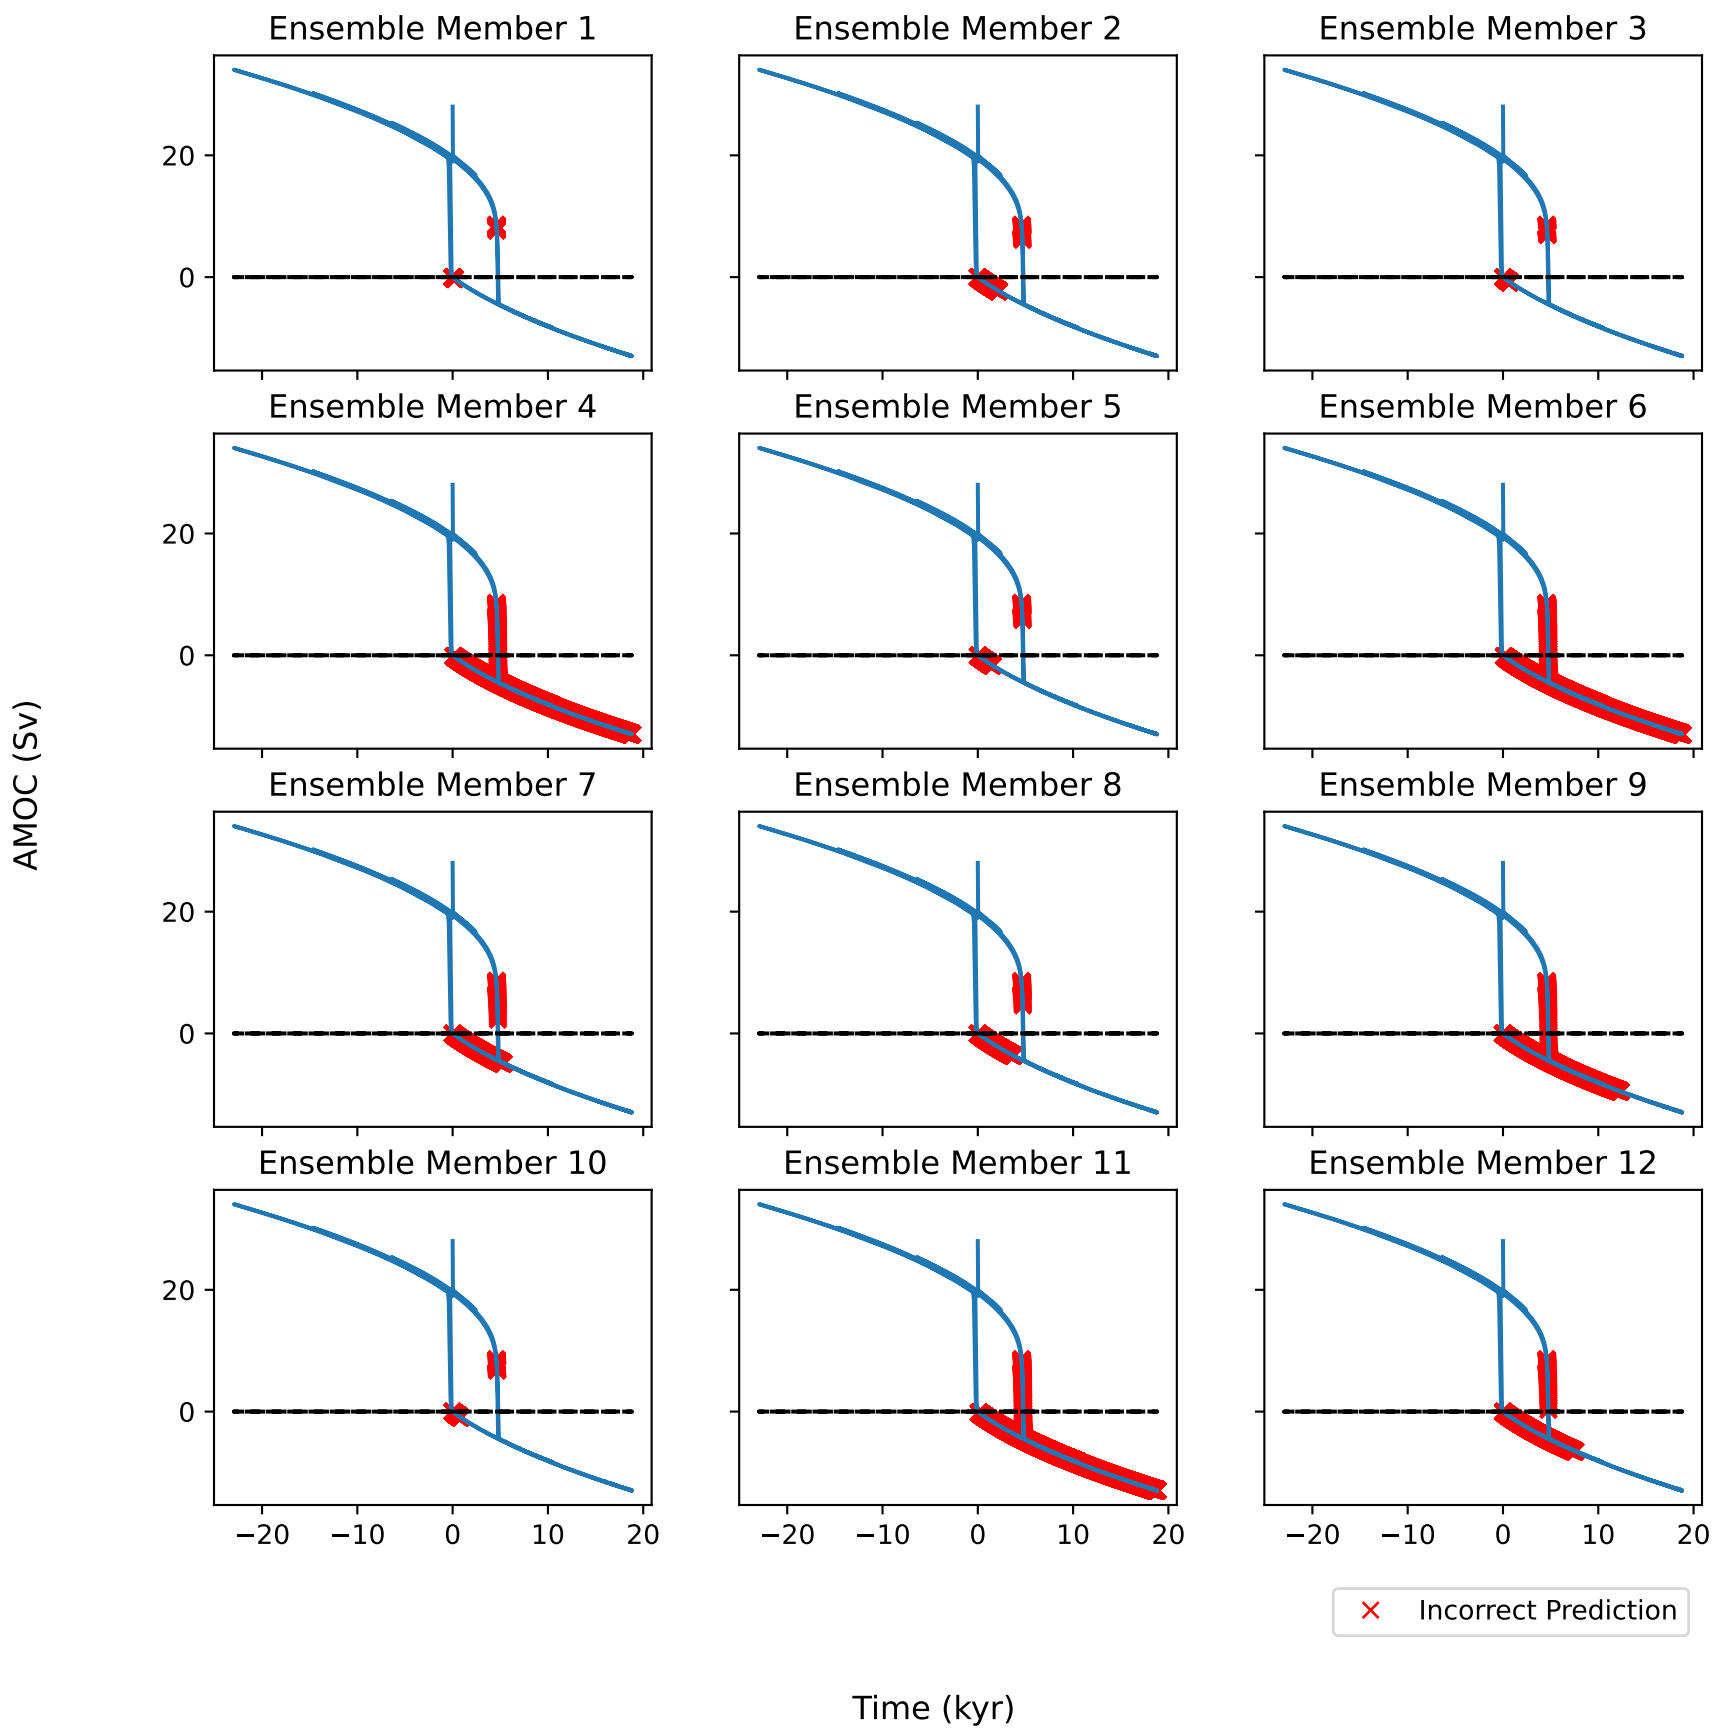 Ensemble Member 1
Ensemble Member 2
Ensemble Member 3
20
0
Ensemble Member 4
Ensemble Member 5
Ensemble Member 6
20
0
AMOC (Sv)
Ensemble Member 7
Ensemble Member 8
Ensemble Member 9
20
0
Ensemble Member 10
Ensemble Member 11
Ensemble Member 12
20
0
−20 −10 0 10 20
−20 −10 0 10 20
−20 −10 0 10 20
Incorrect Prediction
Time (kyr)